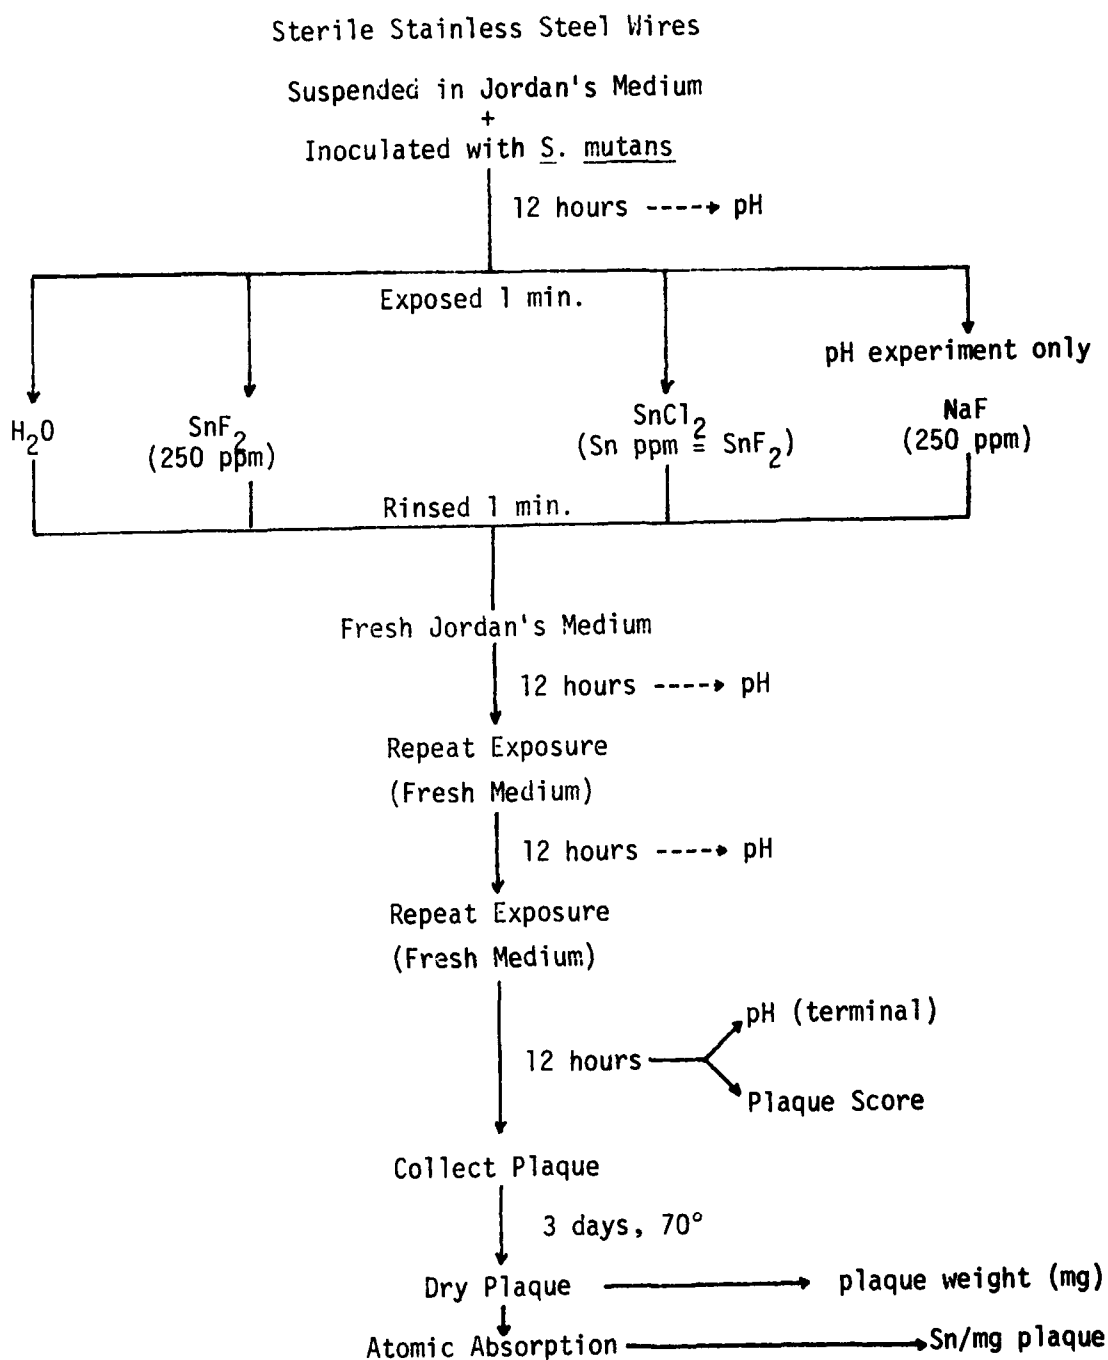 Sterile Stainless Steel Wires
Suspended in Jordan's Medium
+
Inoculated with S. mutans
12 hours ----→ pH
Exposed 1 min.
pH experiment only
H₂O
SnF₂
(250 ppm)
SnCl₂
(Sn ppm ≡ SnF₂)
NaF
(250 ppm)
Rinsed 1 min.
Fresh Jordan's Medium
12 hours ----→ pH
Repeat Exposure
(Fresh Medium)
12 hours ----→ pH
Repeat Exposure
(Fresh Medium)
pH (terminal)
12 hours
Plaque Score
Collect Plaque
3 days, 70°
Dry Plaque → plaque weight (mg)
Atomic Absorption → Sn/mg plaque